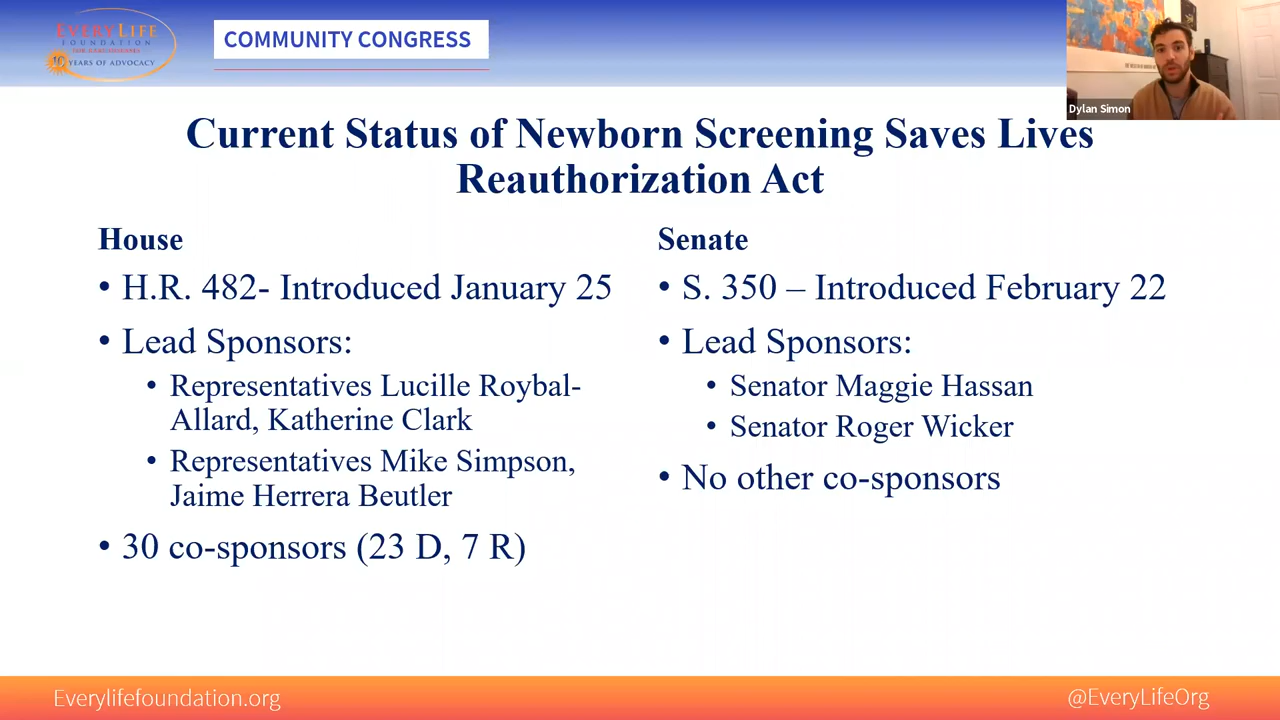 EVERYLIFE
FOUNDATION
FOR RARE DISEASES
10 YEARS OF ADVOCACY
COMMUNITY CONGRESS
Dylan Simon
Current Status of Newborn Screening Saves Lives
Reauthorization Act
House
• H.R. 482- Introduced January 25
• Lead Sponsors:
• Representatives Lucille Roybal-
Allard, Katherine Clark
• Representatives Mike Simpson,
Jaime Herrera Beutler
• 30 co-sponsors (23 D, 7 R)
Senate
• S. 350 – Introduced February 22
• Lead Sponsors:
• Senator Maggie Hassan
• Senator Roger Wicker
• No other co-sponsors
Everylifefoundation.org
@EveryLifeOrg